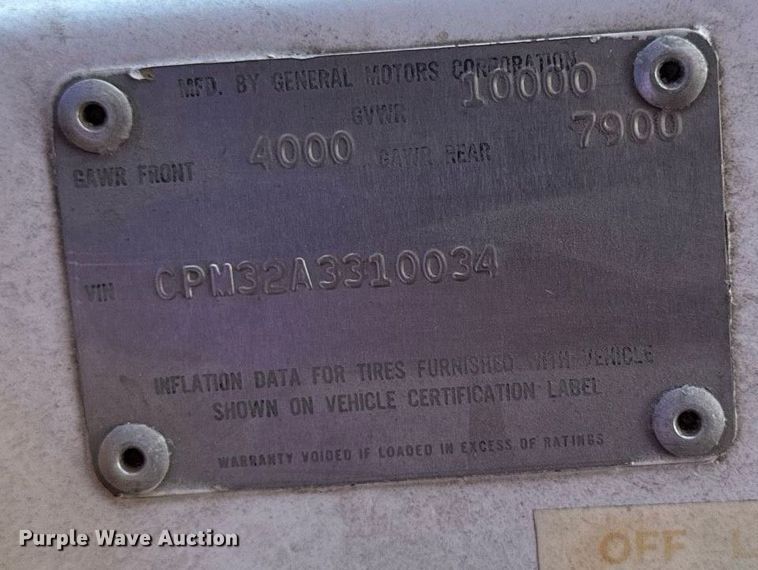 MFD. BY GENERAL MOTORS CORPORATION
GVWR 10000
GAWR FRONT 4000 GAWR REAR 7900
VIN CPM32A3310034
INFLATION DATA FOR TIRES FURNISHED WITH VEHICLE
SHOWN ON VEHICLE CERTIFICATION LABEL
WARRANTY VOIDED IF LOADED IN EXCESS OF RATINGS
OFF L
Purple Wave Auction